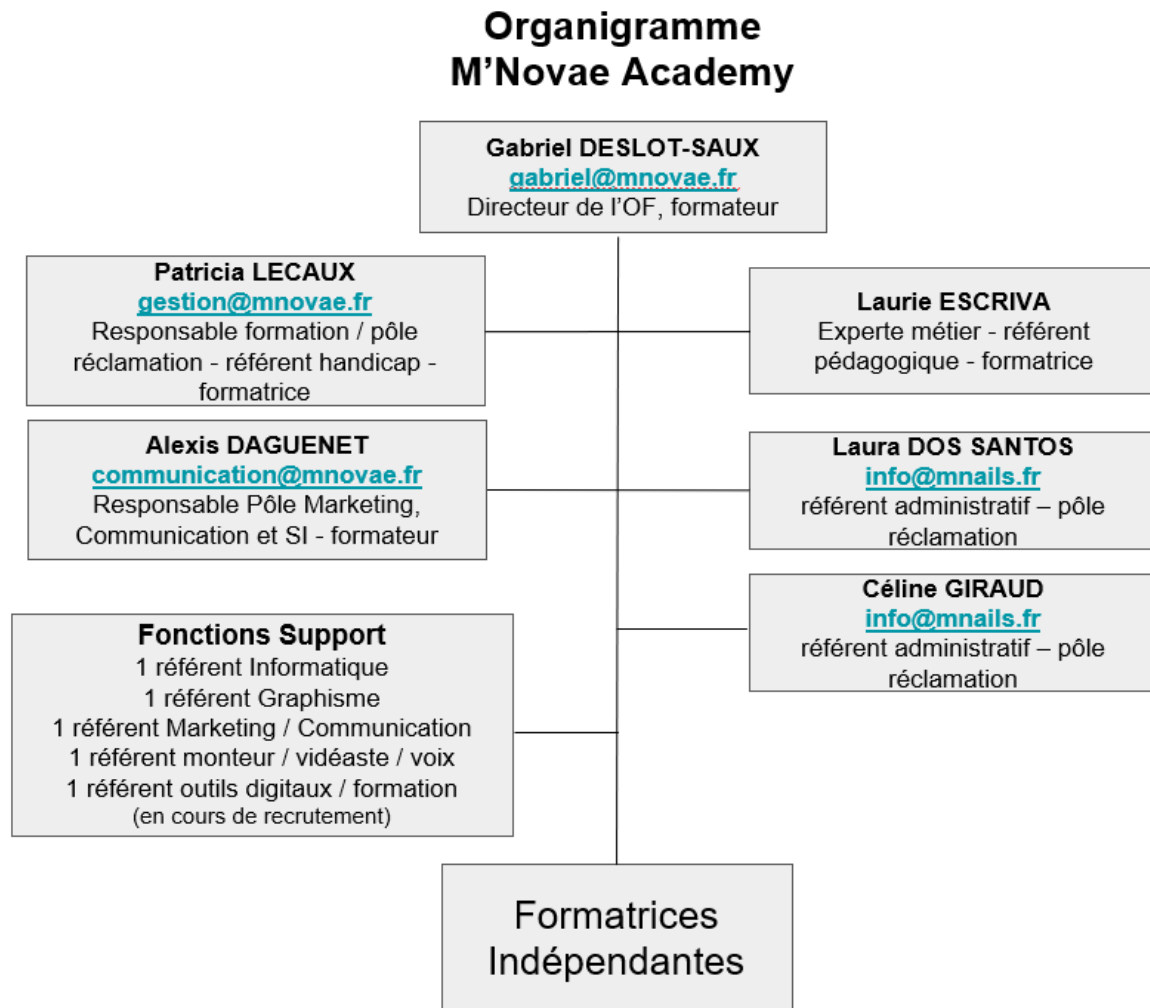 Organigramme
M'Novae Academy
Gabriel DESLOT-SAUX
gabriel@mnovae.fr
Directeur de l'OF, formateur
Patricia LECAUX
gestion@mnovae.fr
Responsable formation / pôle
réclamation - référent handicap -
formatrice
Laurie ESCRIVA
Experte métier - référent
pédagogique - formatrice
Alexis DAGUENET
communication@mnovae.fr
Responsable Pôle Marketing,
Communication et SI - formateur
Laura DOS SANTOS
info@mnails.fr
référent administratif – pôle
réclamation
Céline GIRAUD
info@mnails.fr
référent administratif – pôle
réclamation
Fonctions Support
1 référent Informatique
1 référent Graphisme
1 référent Marketing / Communication
1 référent monteur / vidéaste / voix
1 référent outils digitaux / formation
(en cours de recrutement)
Formatrices
Indépendantes